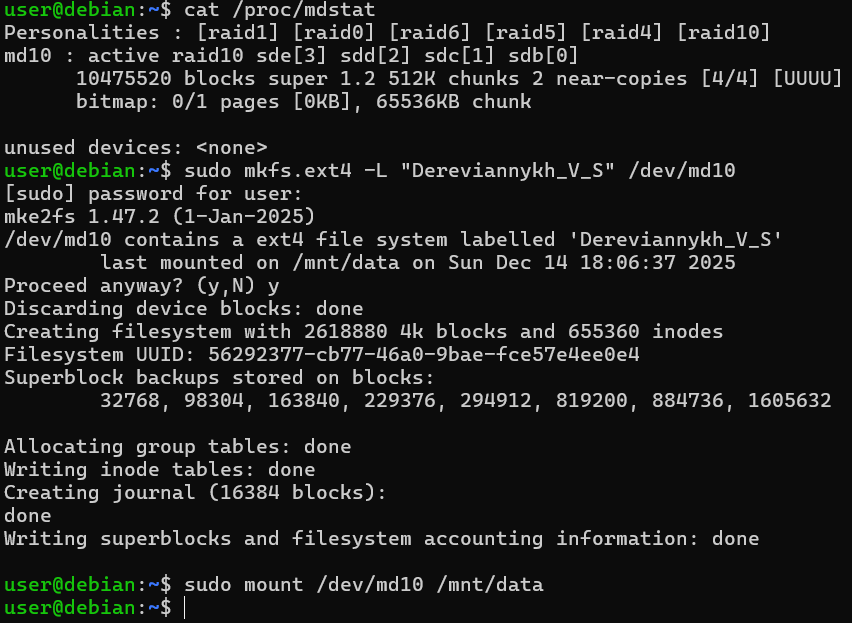 user@debian:~$ cat /proc/mdstat
Personalities : [raid1] [raid0] [raid6] [raid5] [raid4] [raid10]
md10 : active raid10 sde[3] sdd[2] sdc[1] sdb[0]
      10475520 blocks super 1.2 512K chunks 2 near-copies [4/4] [UUUU]
      bitmap: 0/1 pages [0KB], 65536KB chunk

unused devices: <none>
user@debian:~$ sudo mkfs.ext4 -L "Dereviannykh_V_S" /dev/md10
[sudo] password for user:
mke2fs 1.47.2 (1-Jan-2025)
/dev/md10 contains a ext4 file system labelled 'Dereviannykh_V_S'
        last mounted on /mnt/data on Sun Dec 14 18:06:37 2025
Proceed anyway? (y,N) y
Discarding device blocks: done
Creating filesystem with 2618880 4k blocks and 655360 inodes
Filesystem UUID: 56292377-cb77-46a0-9bae-fce57e4ee0e4
Superblock backups stored on blocks:
        32768, 98304, 163840, 229376, 294912, 819200, 884736, 1605632

Allocating group tables: done
Writing inode tables: done
Creating journal (16384 blocks):
done
Writing superblocks and filesystem accounting information: done

user@debian:~$ sudo mount /dev/md10 /mnt/data
user@debian:~$